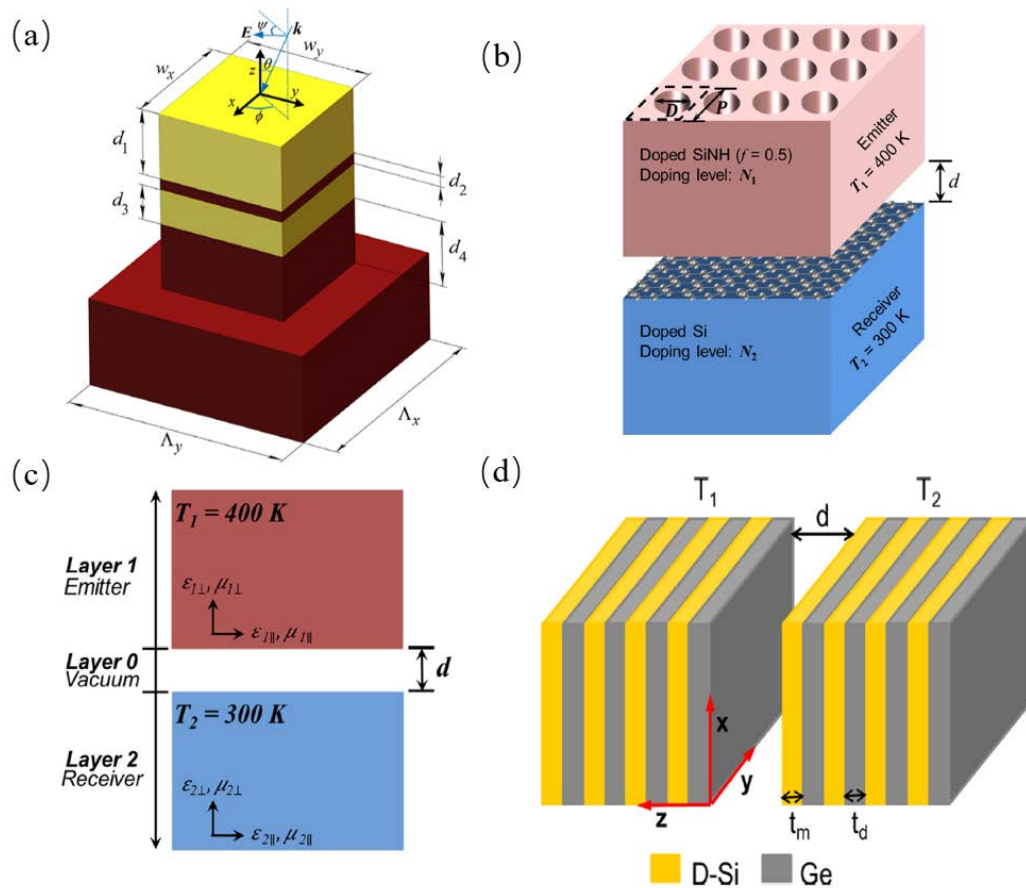 (a)
E
ψ
k
w_x
w_y
z
θ
x
y
ϕ
d_1
d_2
d_3
d_4
Λ_y
Λ_x
(b)
D
P
Doped SiNH (f = 0.5)
Doping level: N_1
Emitter
T_1 = 400 K
d
Doped Si
Doping level: N_2
Receiver
T_2 = 300 K
(c)
T_1 = 400 K
Layer 1
Emitter
ε_1⊥, μ_1⊥
ε_1∥, μ_1∥
Layer 0
Vacuum
d
T_2 = 300 K
Layer 2
Receiver
ε_2⊥, μ_2⊥
ε_2∥, μ_2∥
(d)
T_1
d
T_2
x
y
z
t_m
t_d
D-Si
Ge